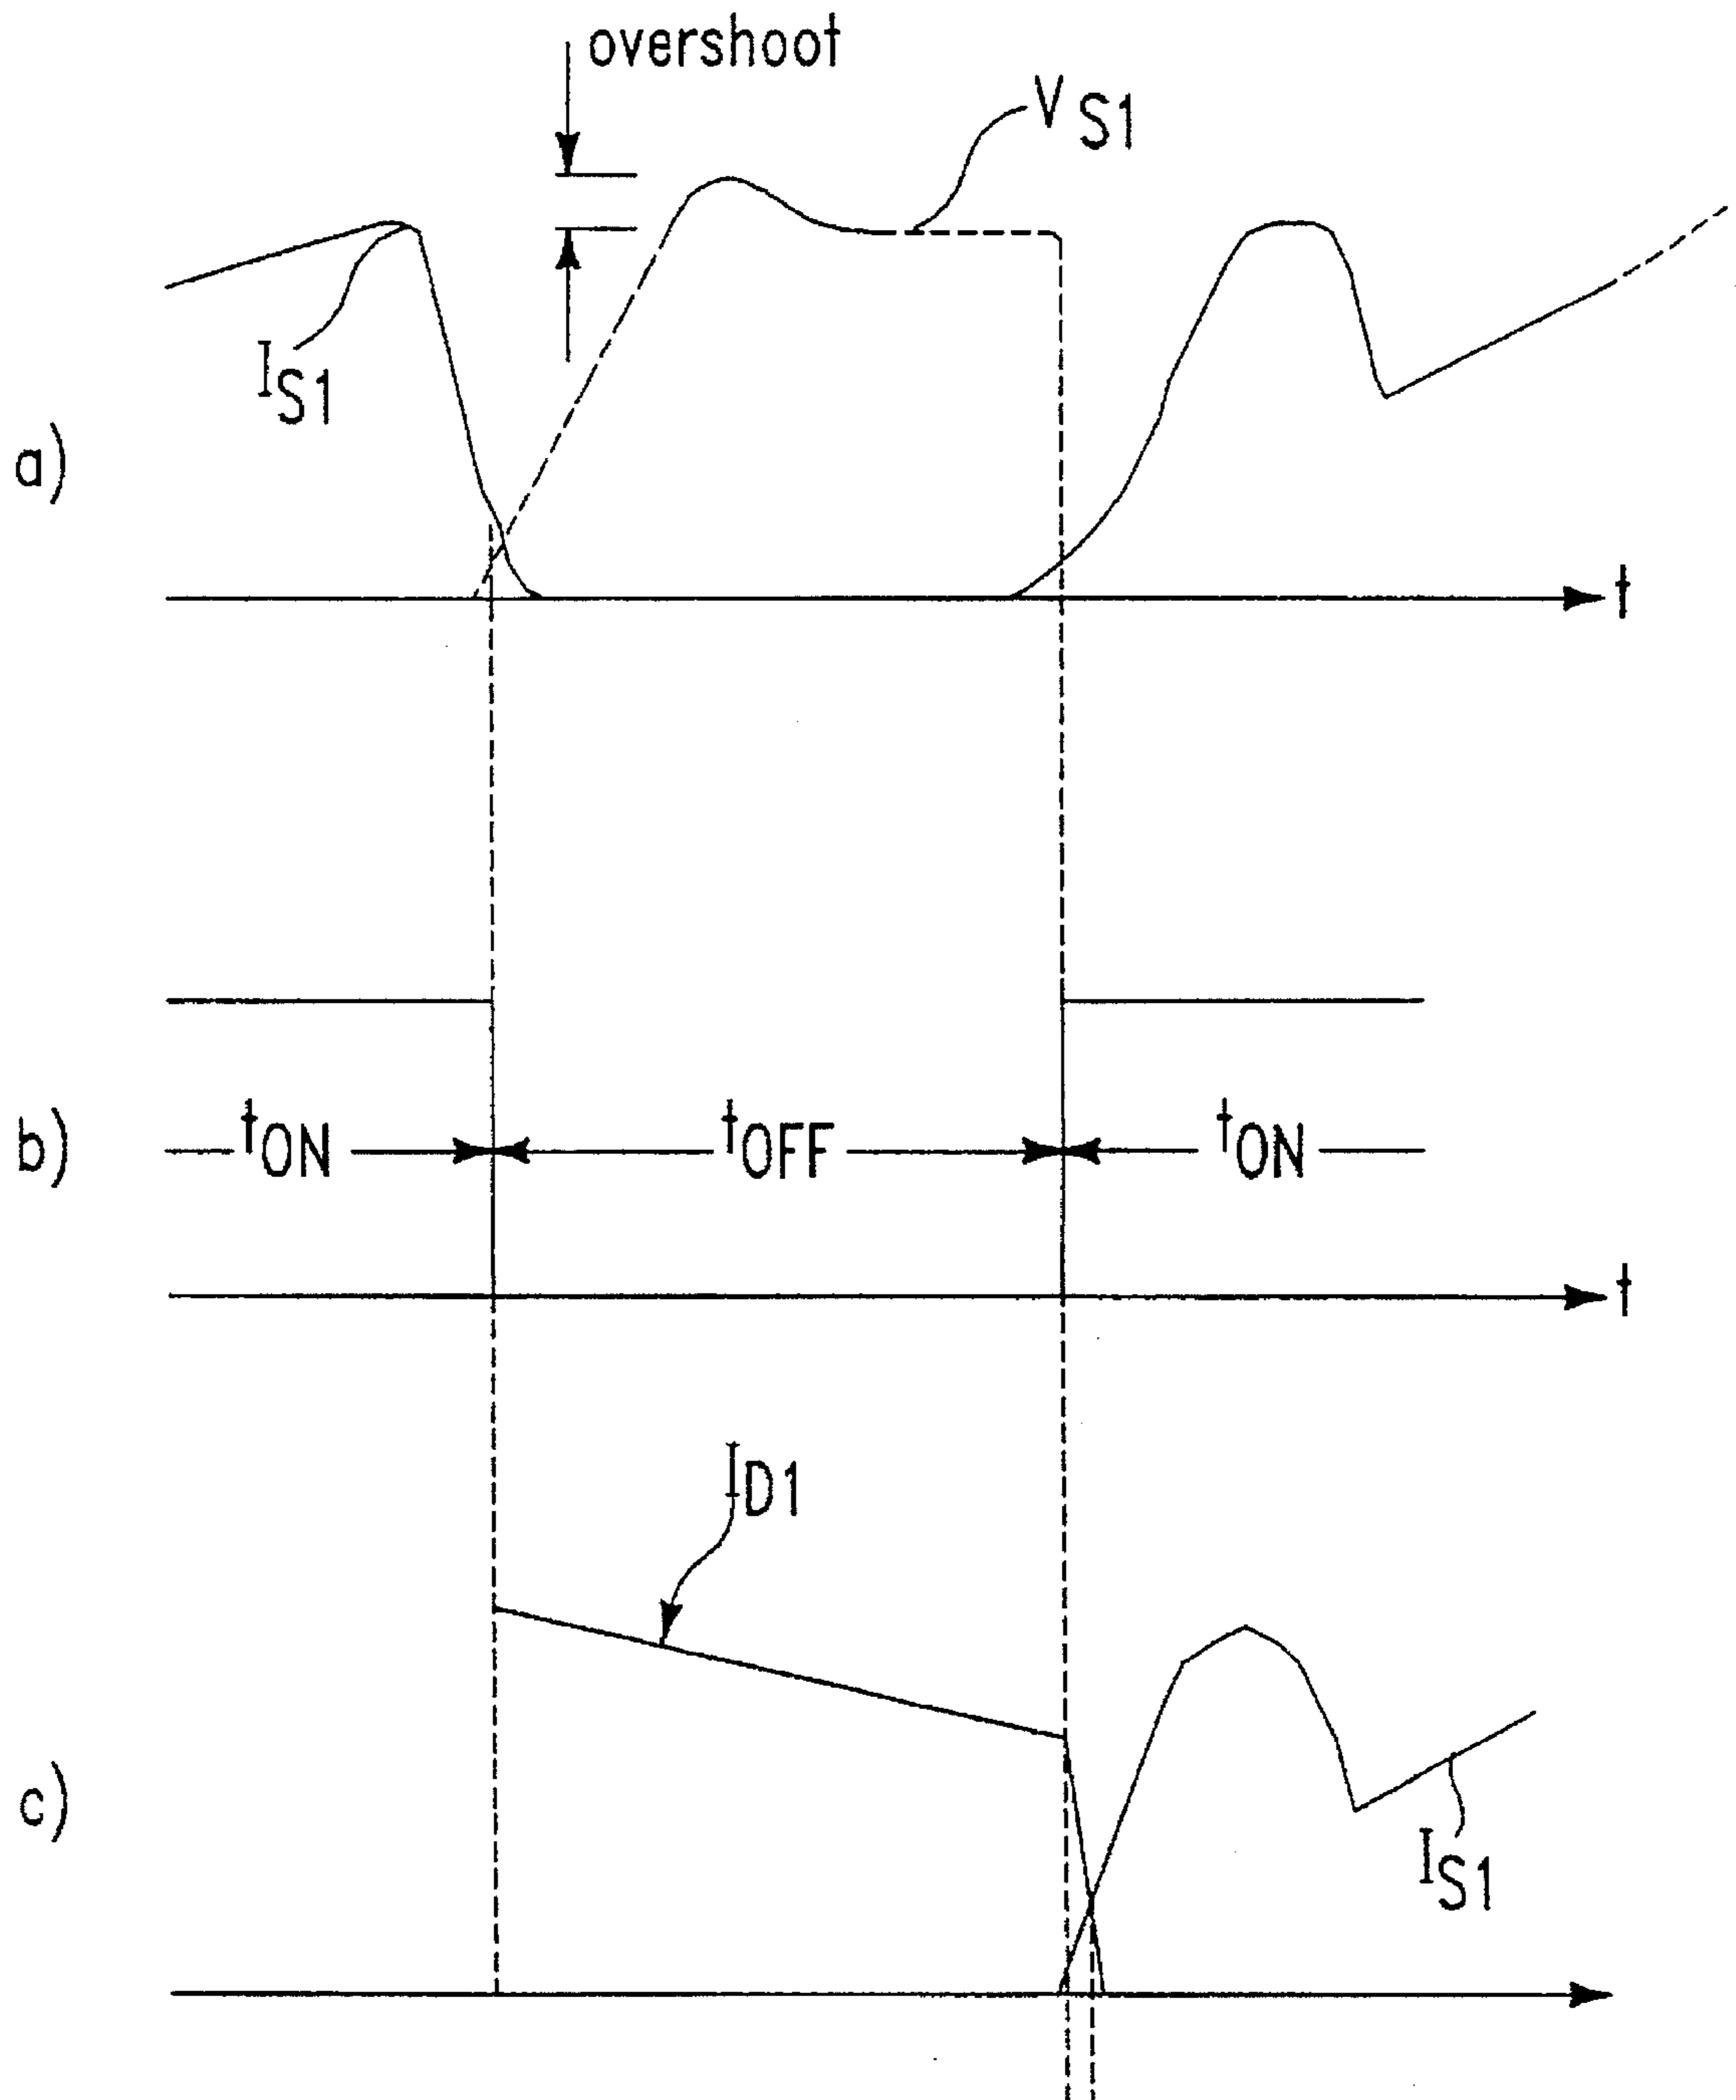 overshoot
VS1
IS1
a)
t
b)
tON
tOFF
tON
t
ID1
c)
IS1